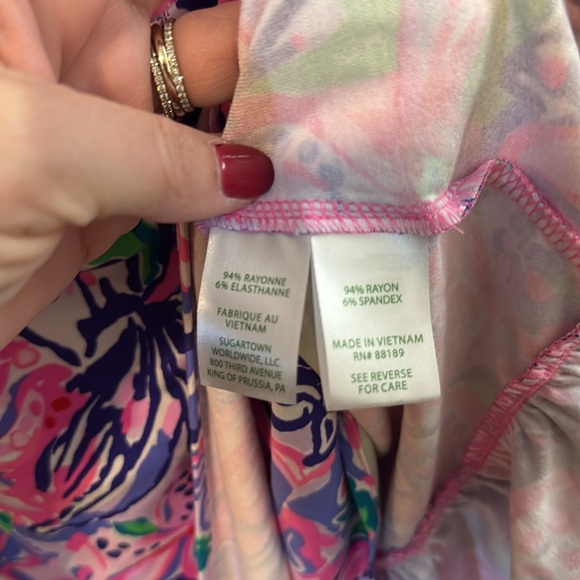 94% RAYONNE
6% ELASTHANNE
FABRIQUE AU
VIETNAM
SUGARTOWN
WORLDWIDE, LLC
800 THIRD AVENUE
KING OF PRUSSIA, PA
94% RAYON
6% SPANDEX
MADE IN VIETNAM
RN# 88189
SEE REVERSE
FOR CARE